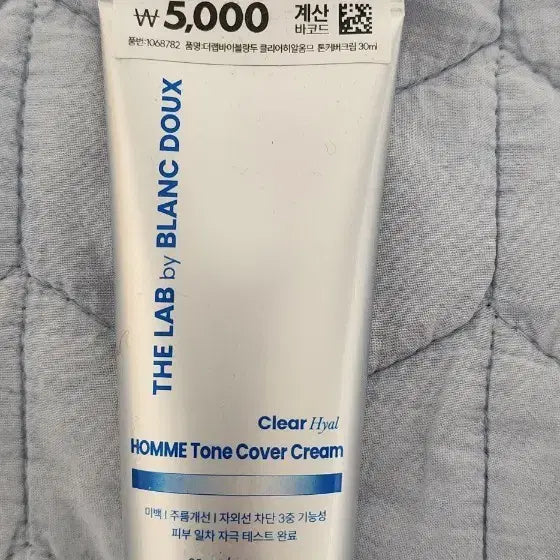 ₩5,000
계산
바코드
품번:1068782 품명:더랩바이블랑두 클리어히알옴므 톤커버크림 30ml
THE LAB by BLANC DOUX
Clear Hyal
HOMME Tone Cover Cream
미백 | 주름개선 | 자외선 차단 3중 기능성
피부 일차 자극 테스트 완료